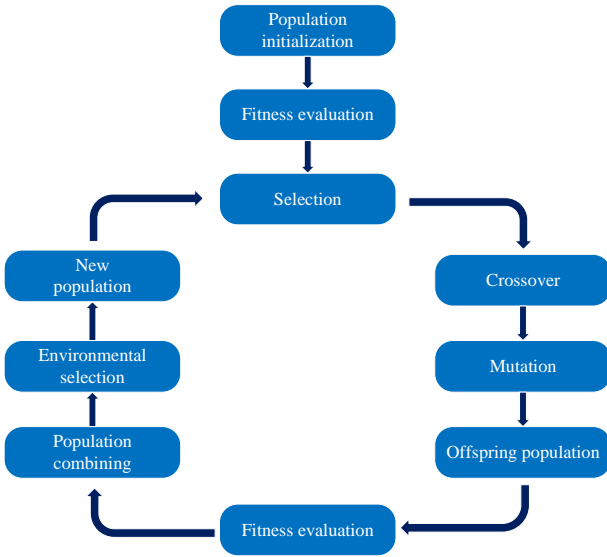 Population
initialization
Fitness evaluation
Selection
Crossover
Mutation
Offspring population
Fitness evaluation
Population
combining
Environmental
selection
New
population